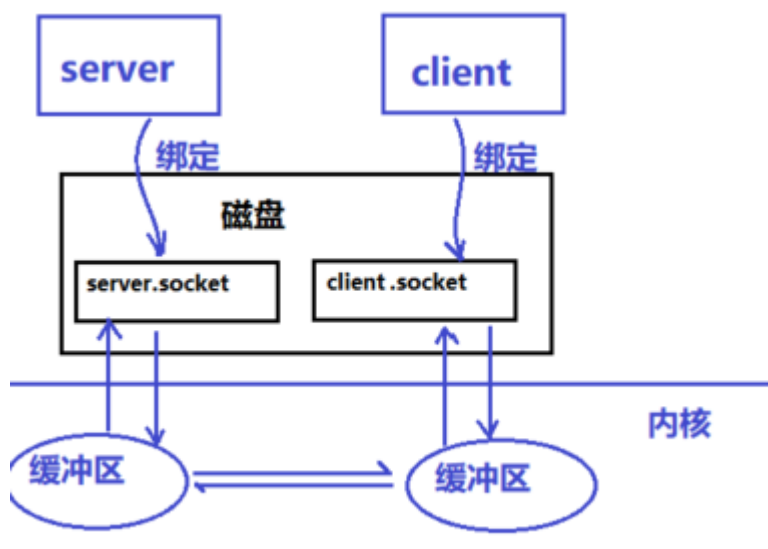 server
client
绑定
绑定
磁盘
server.socket
client .socket
内核
缓冲区
缓冲区